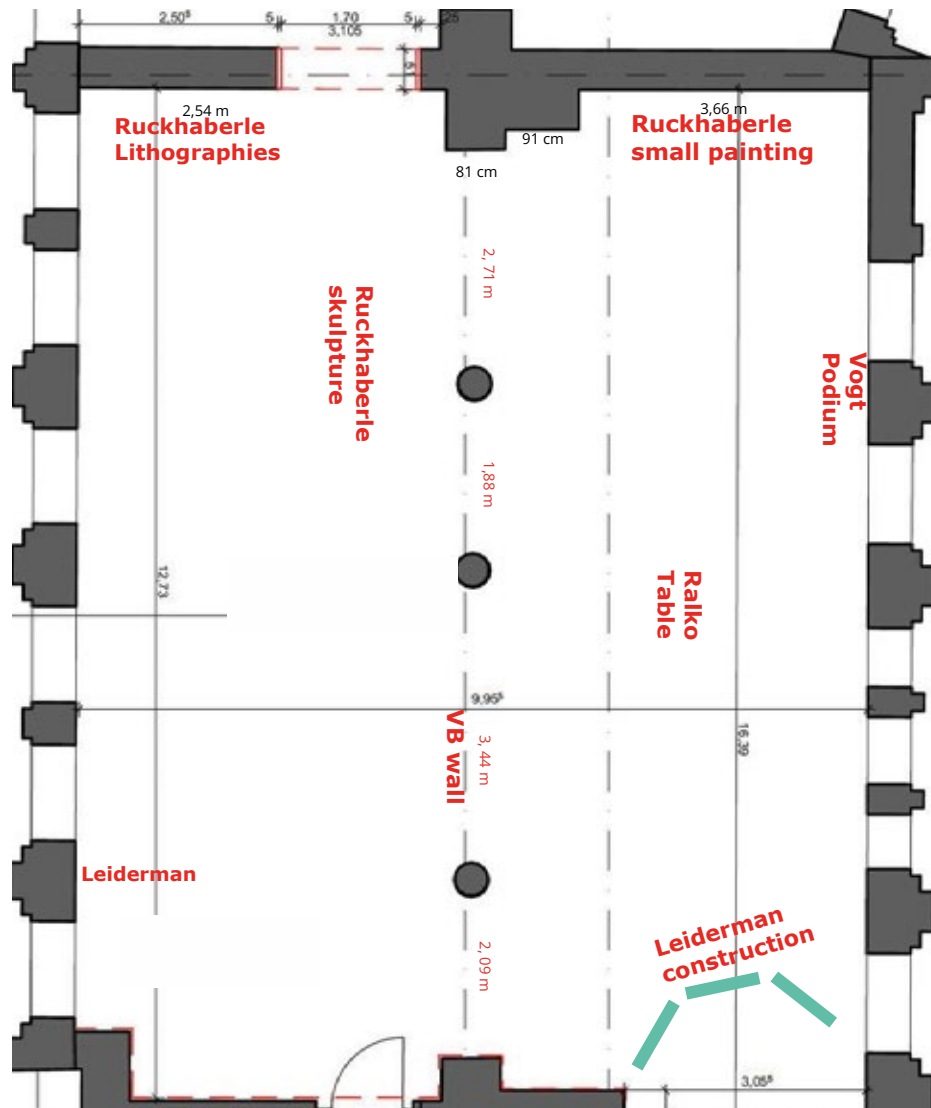 2,50⁵ 5 1,70 5 25
3,105
51
2,54 m
3,66 m
Ruckhaberle
Lithographies
Ruckhaberle
small painting
91 cm
81 cm
2, 71 m
Ruckhaberle
skulpture
Vogt
Podium
1,88 m
12,73
Ralko
Table
9,95⁵
VB wall
3, 44 m
16,39
Leiderman
Leiderman
construction
2, 09 m
3,05⁵